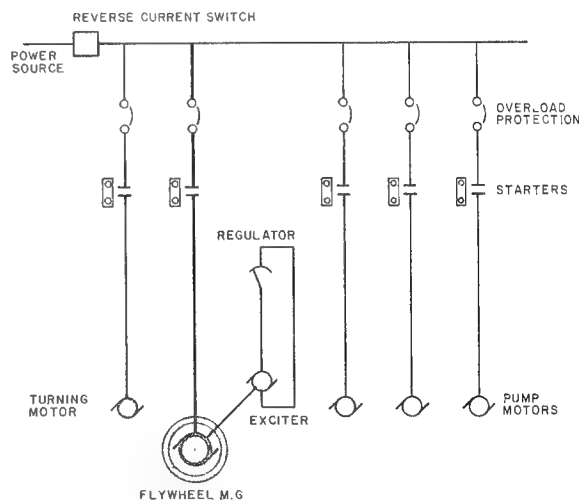 REVERSE CURRENT SWITCH
POWER
SOURCE
OVERLOAD
PROTECTION
STARTERS
REGULATOR
TURNING
MOTOR
EXCITER
PUMP
MOTORS
FLYWHEEL M.G